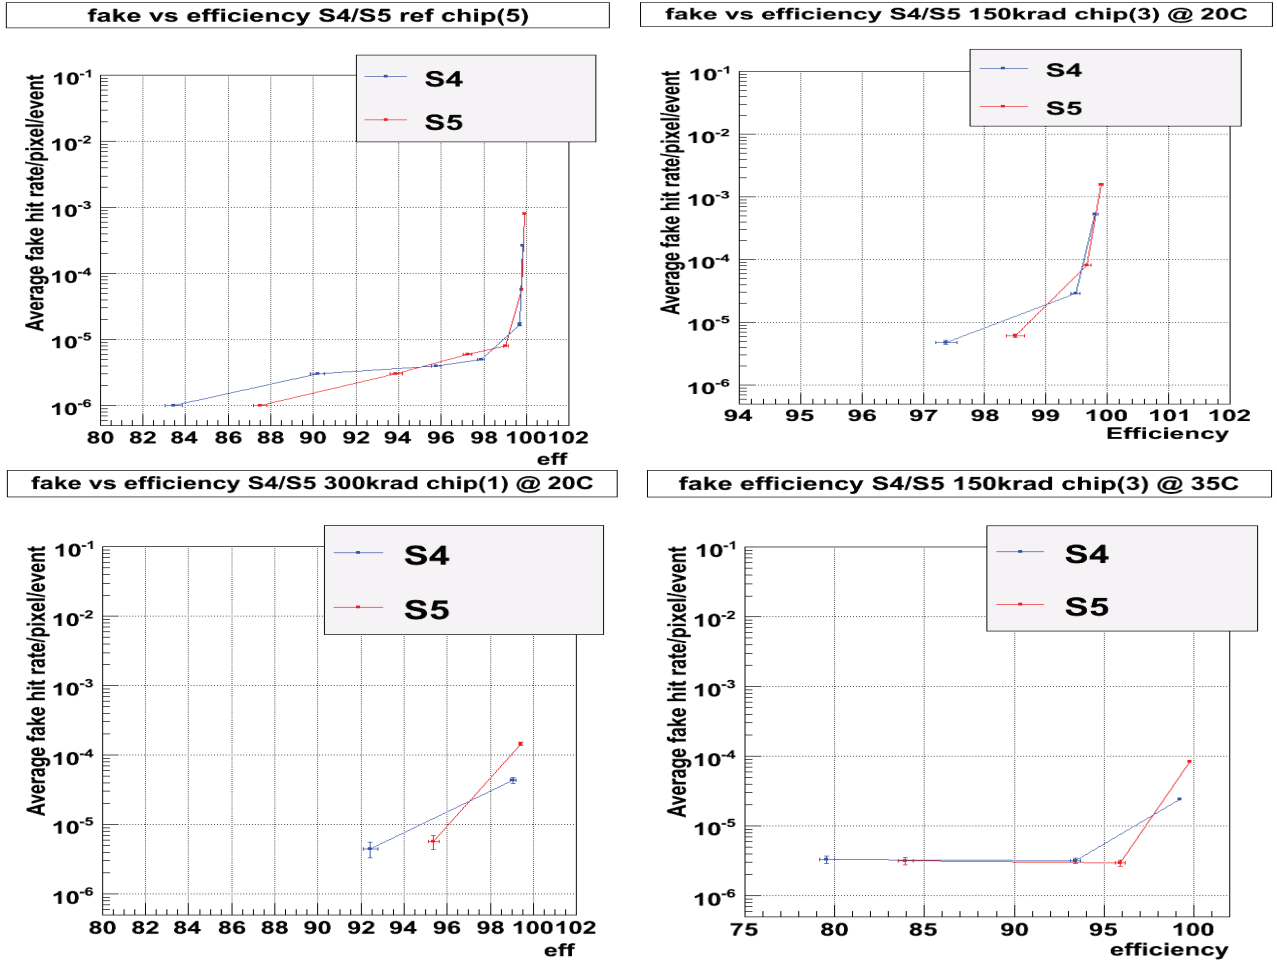 fake vs efficiency S4/S5 ref chip(5)
Average fake hit rate/pixel/event
10-1
10-2
10-3
10-4
10-5
10-6
S4
S5
80 82 84 86 88 90 92 94 96 98 100 102
eff
fake vs efficiency S4/S5 150krad chip(3) @ 20C
Average fake hit rate/pixel/event
10-1
10-2
10-3
10-4
10-5
10-6
S4
S5
94 95 96 97 98 99 100 101 102
Efficiency
fake vs efficiency S4/S5 300krad chip(1) @ 20C
Average fake hit rate/pixel/event
10-1
10-2
10-3
10-4
10-5
10-6
S4
S5
80 82 84 86 88 90 92 94 96 98 100 102
eff
fake efficiency S4/S5 150krad chip(3) @ 35C
Average fake hit rate/pixel/event
10-1
10-2
10-3
10-4
10-5
10-6
S4
S5
75 80 85 90 95 100
efficiency